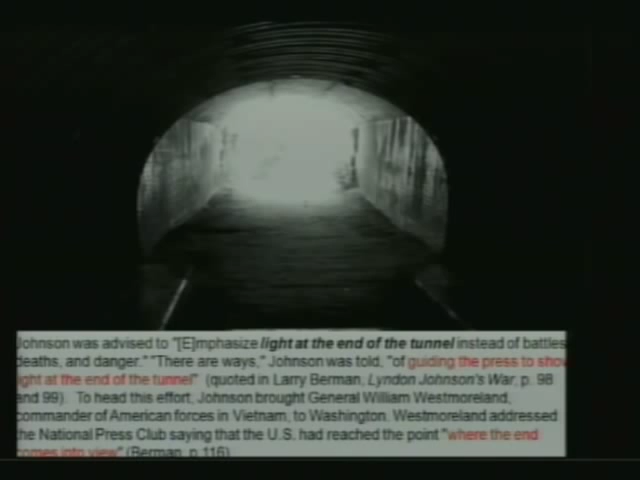 Johnson was advised to "[E]mphasize light at the end of the tunnel instead of battles
deaths, and danger." "There are ways," Johnson was told, "of guiding the press to show
light at the end of the tunnel" (quoted in Larry Berman, Lyndon Johnson's War, p. 98
and 99). To head this effort, Johnson brought General William Westmoreland,
commander of American forces in Vietnam, to Washington. Westmoreland addressed
the National Press Club saying that the U.S. had reached the point "where the end
comes into view" (Berman, p.116)